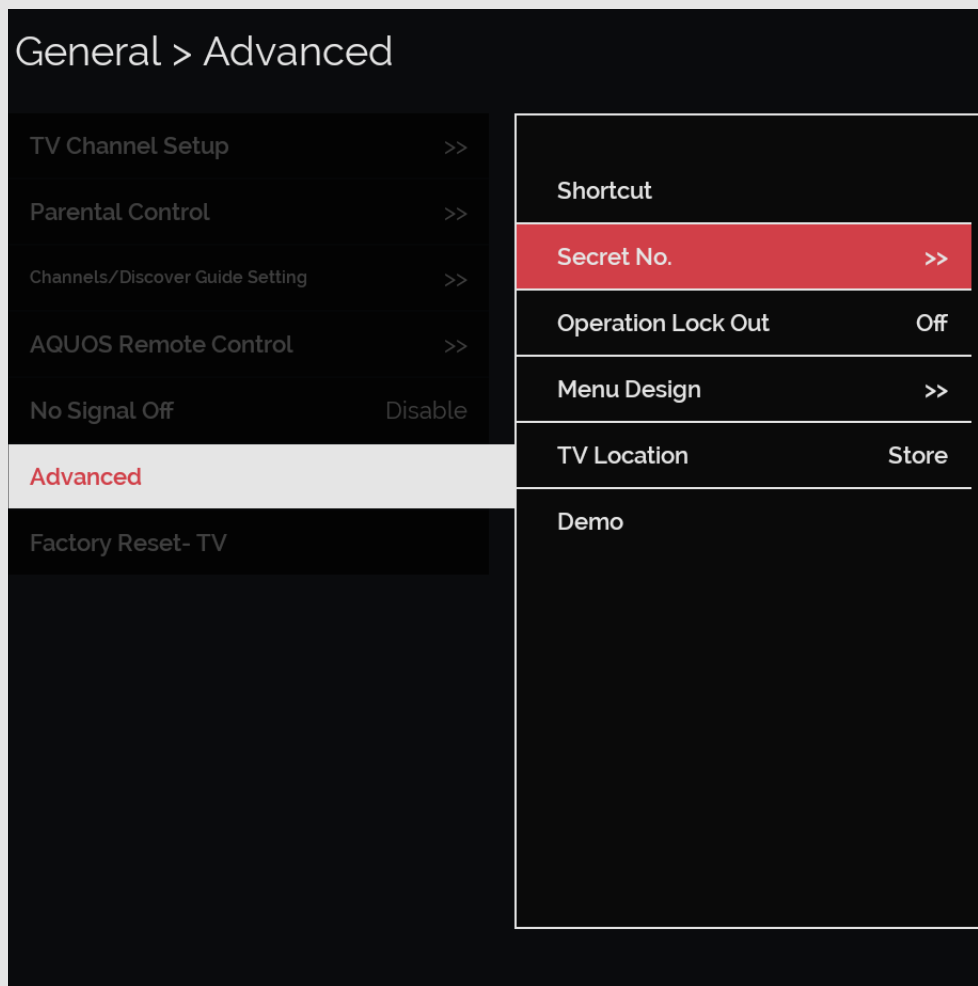 General > Advanced
TV Channel Setup >>
Parental Control >>
Channels/Discover Guide Setting >>
AQUOS Remote Control >>
No Signal Off Disable
Advanced
Factory Reset- TV
Shortcut
Secret No. >>
Operation Lock Out Off
Menu Design >>
TV Location Store
Demo